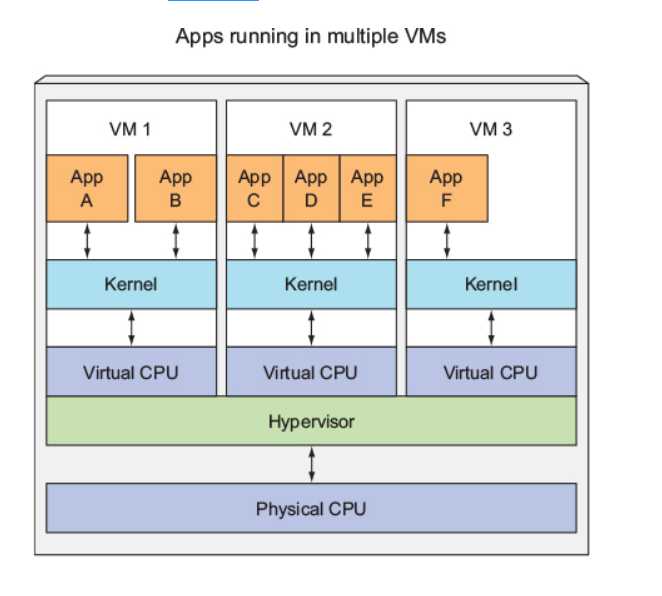 Apps running in multiple VMs
VM 1
VM 2
VM 3
App
A
App
B
App
C
App
D
App
E
App
F
Kernel
Kernel
Kernel
Virtual CPU
Virtual CPU
Virtual CPU
Hypervisor
Physical CPU